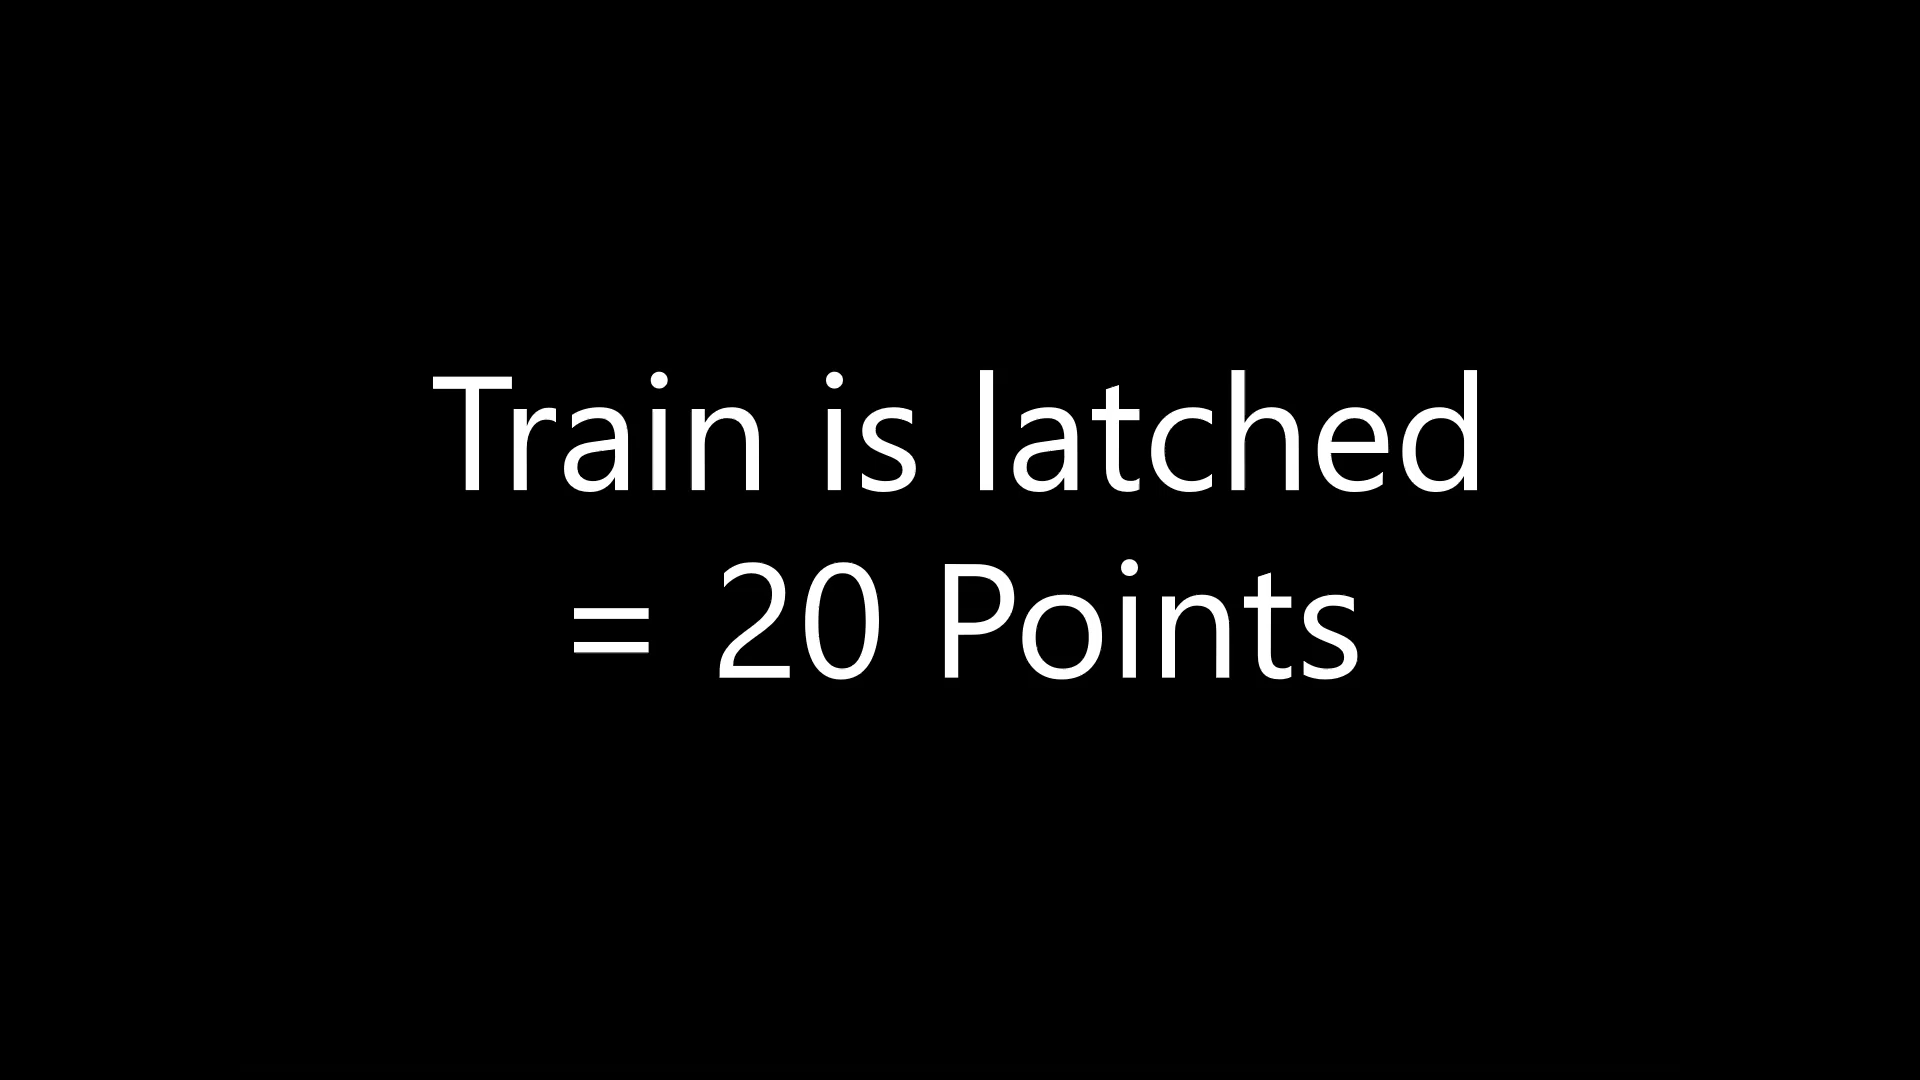 Train is latched
= 20 Points